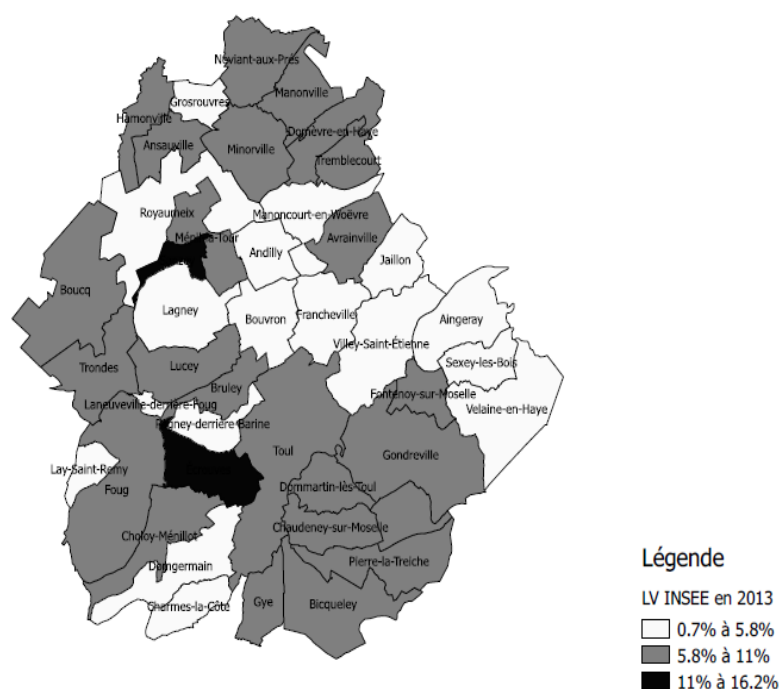 Noviant-aux-Prés
Manonville
Grosrouvres
Hamonville
Domèvre-en-Haye
Ansauville
Minorville
Tremblecourt
Royaumeix
Manoncourt-en-Woëvre
Ménil-la-Tour
Avrainville
Andilly
Jaillon
Boucq
Lagney
Bouvron
Francheville
Aingeray
Villey-Saint-Étienne
Sexey-les-Bois
Trondes
Lucey
Bruley
Fontenoy-sur-Moselle
Laneuveville-derrière-Foug
Velaine-en-Haye
Pagney-derrière-Barine
Toul
Gondreville
Lay-Saint-Remy
Foug
Dommartin-lès-Toul
Chaudeney-sur-Moselle
Choloy-Ménillot
Pierre-la-Treiche
Domgermain
Charmes-la-Côte
Gye
Bicqueley
Légende
LV INSEE en 2013
0.7% à 5.8%
5.8% à 11%
11% à 16.2%